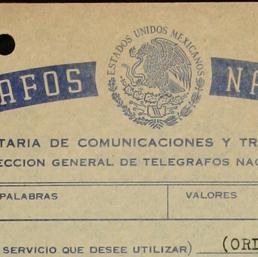 ESTADOS UNIDOS MEXICANOS
AFOS NA
TARIA DE COMUNICACIONES Y TR
ECCION GENERAL DE TELEGRAFOS NAC
PALABRAS VALORES
SERVICIO QUE DESEE UTILIZAR) (ORD